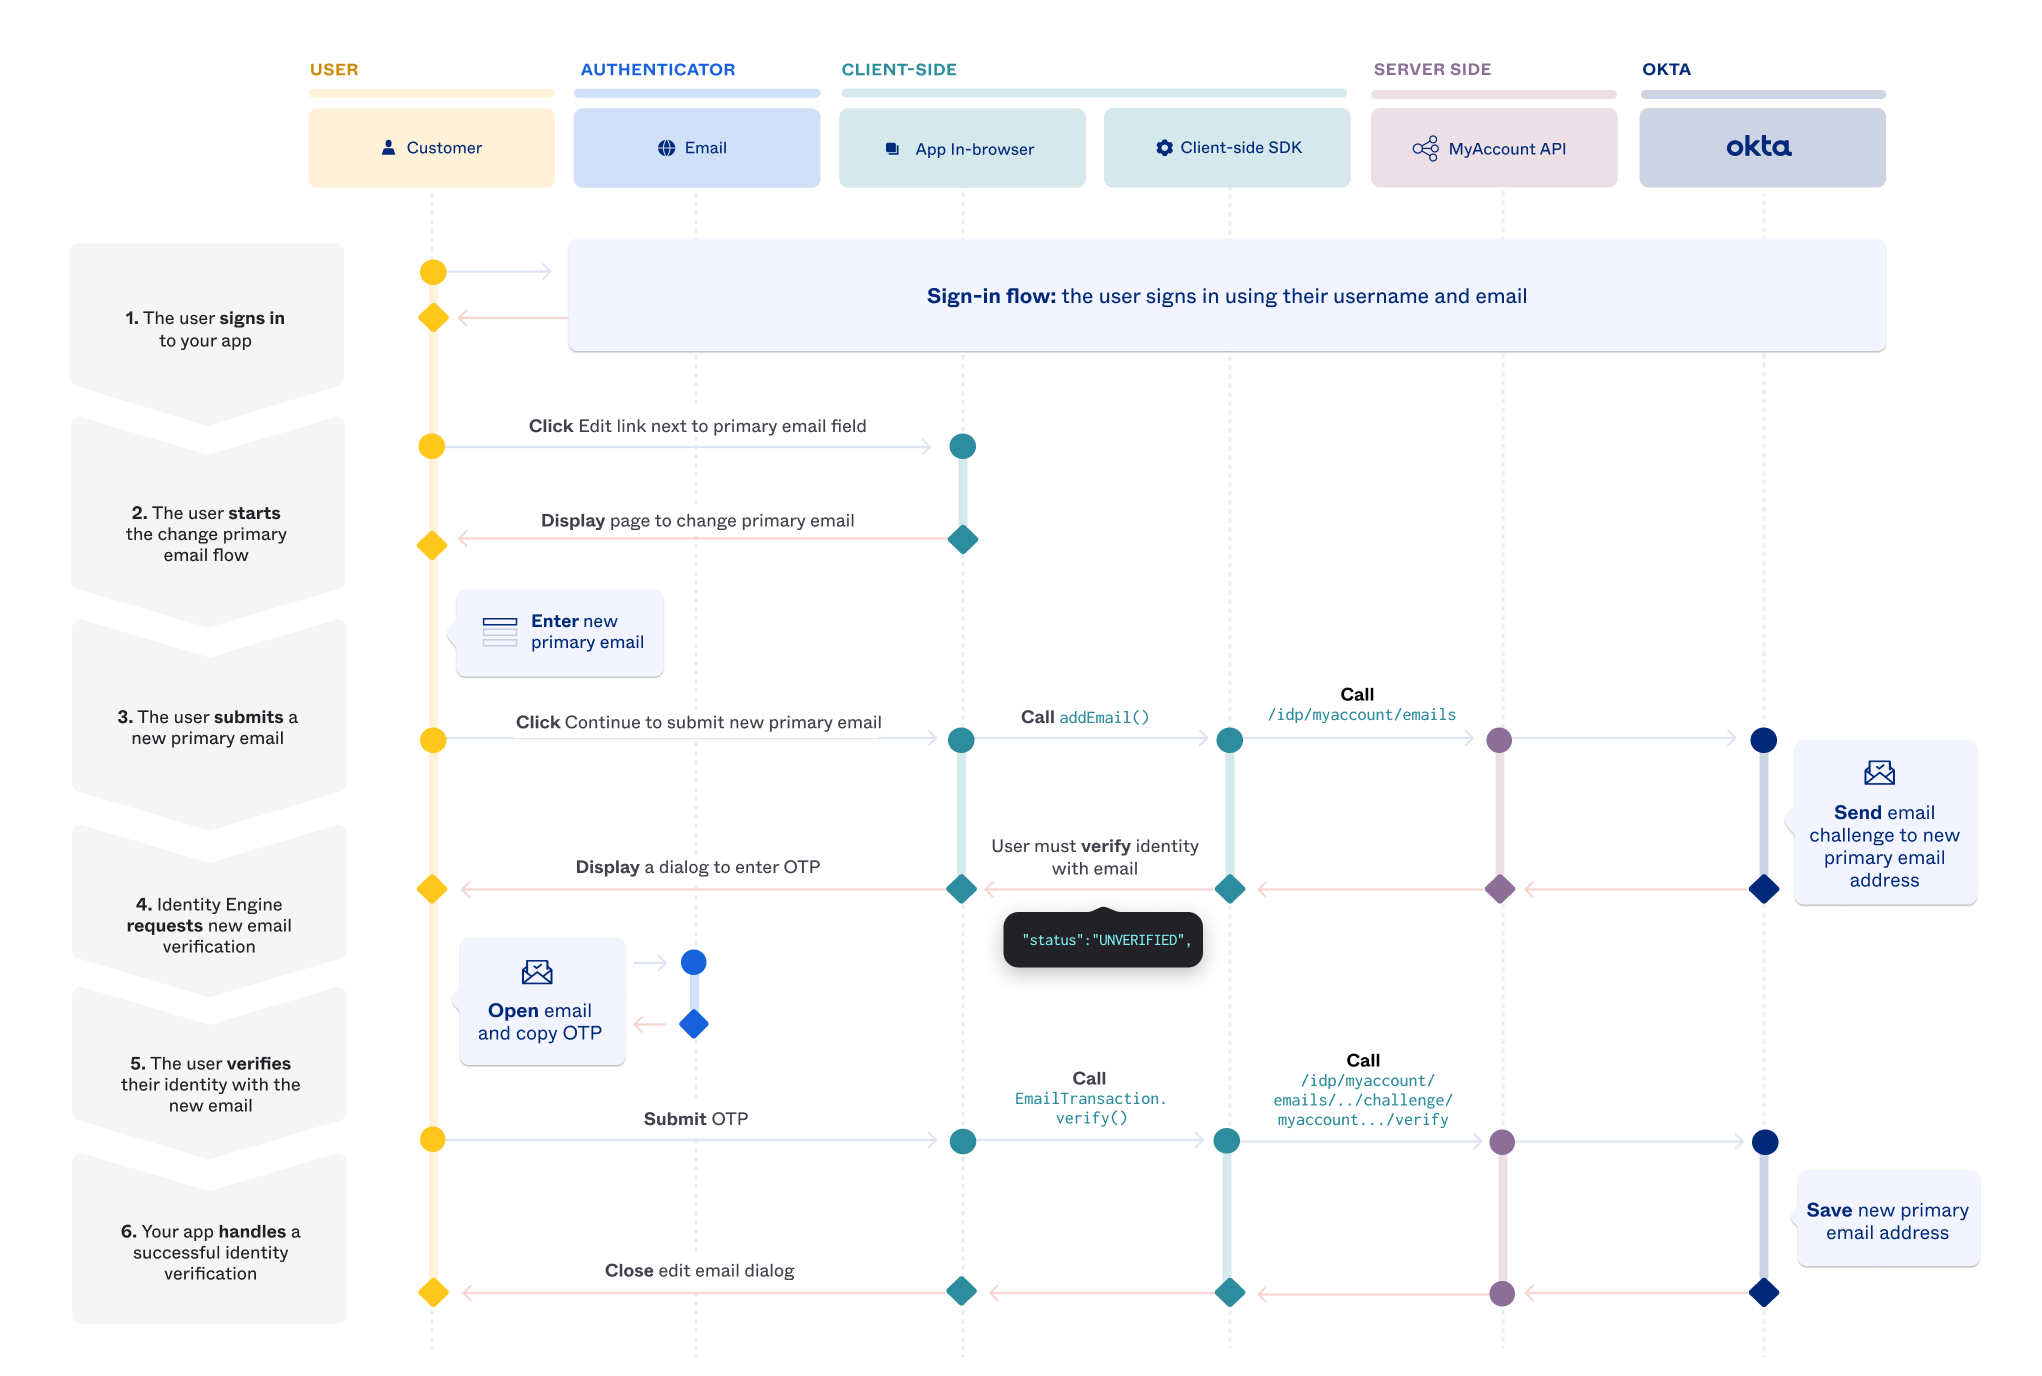 USER
AUTHENTICATOR
CLIENT-SIDE
SERVER SIDE
OKTA
Customer
Email
App In-browser
Client-side SDK
MyAccount API
okta
1. The user signs in
to your app
Sign-in flow: the user signs in using their username and email
2. The user starts
the change primary
email flow
Click Edit link next to primary email field
Display page to change primary email
Enter new
primary email
3. The user submits a
new primary email
Click Continue to submit new primary email
Call addEmail()
Call
/idp/myaccount/emails
Send email
challenge to new
primary email
address
4. Identity Engine
requests new email
verification
Display a dialog to enter OTP
User must verify identity
with email
"status":"UNVERIFIED",
Open email
and copy OTP
5. The user verifies
their identity with the
new email
Submit OTP
Call
EmailTransaction.
verify()
Call
/idp/myaccount/
emails/../challenge/
myaccount.../verify
Save new primary
email address
6. Your app handles a
successful identity
verification
Close edit email dialog